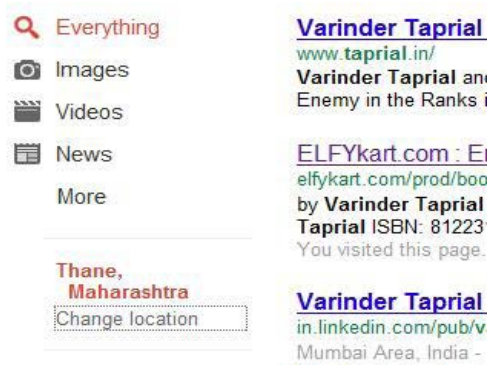 Everything
Images
Videos
News
More
Thane,
Maharashtra
Change location
Varinder Taprial
www.taprial.in/
Varinder Taprial and
Enemy in the Ranks i
ELFYkart.com : E
elfykart.com/prod/boo
by Varinder Taprial
Taprial ISBN: 81223
You visited this page.
Varinder Taprial
in.linkedin.com/pub/va
Mumbai Area, India -